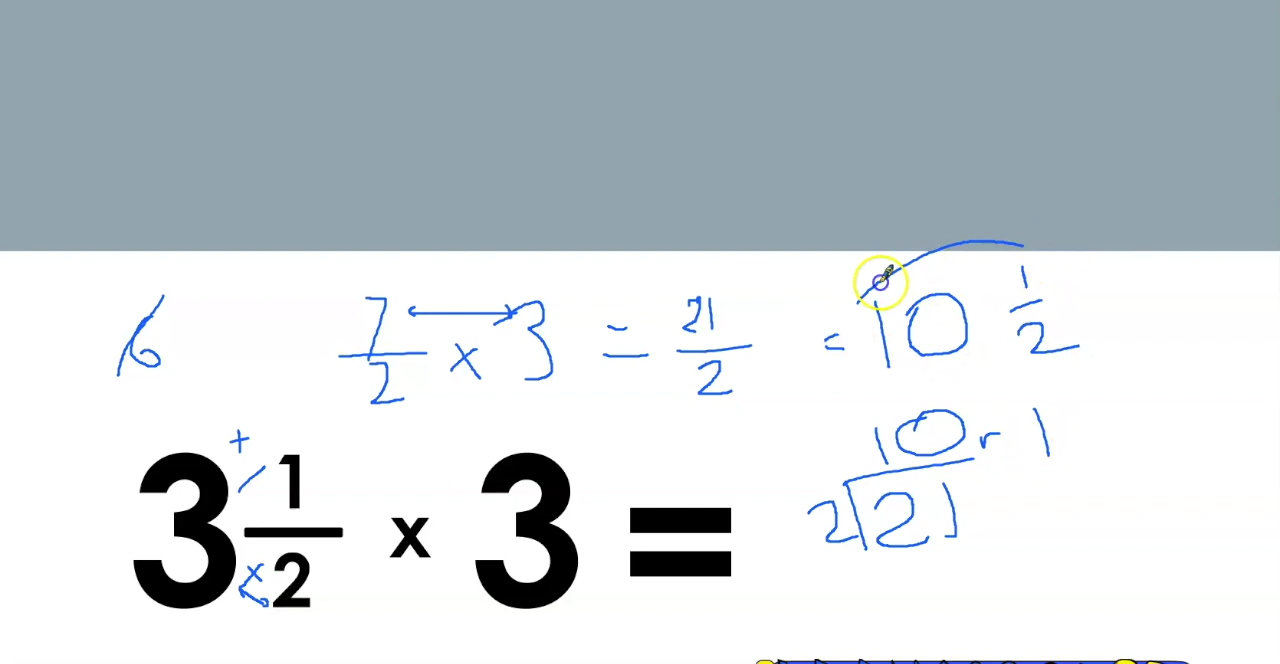 6 7/2 x 3 = 21/2 = 10 1/2
10 r 1
2 21
+
3 1/2 x 3 =
x